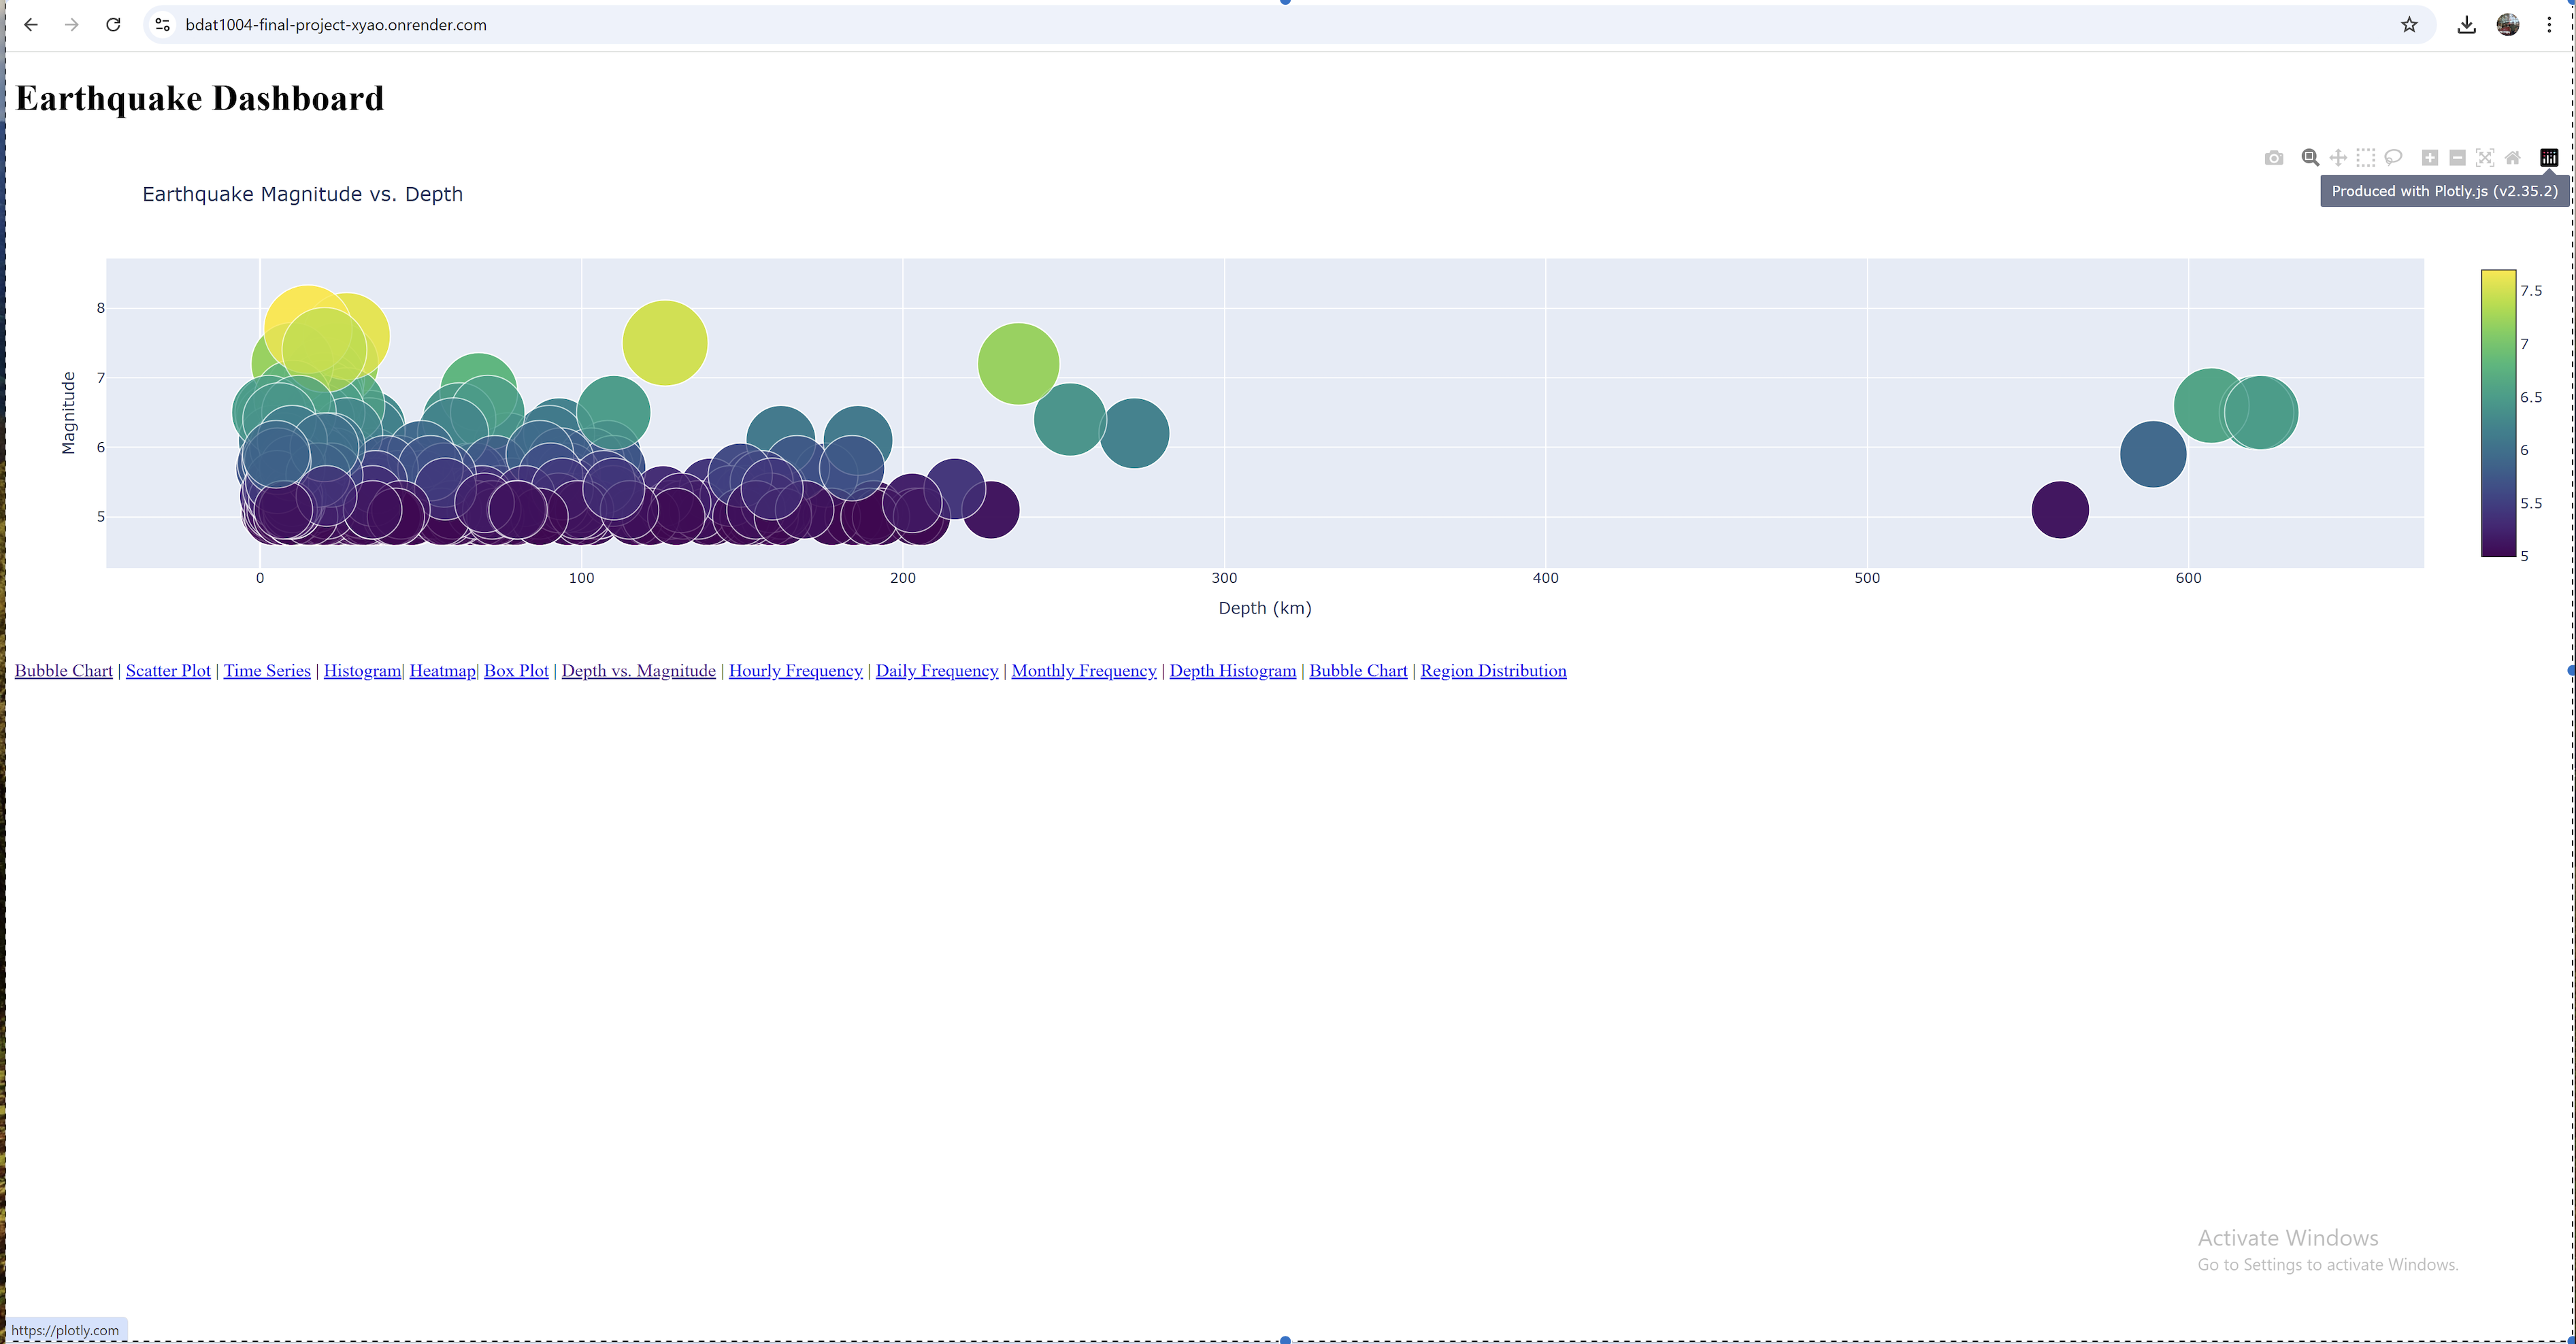 bdat1004-final-project-xyao.onrender.com
Earthquake Dashboard
Produced with Plotly.js (v2.35.2)
Earthquake Magnitude vs. Depth
8
7
6
5
Magnitude
0 100 200 300 400 500 600
Depth (km)
7.5
7
6.5
6
5.5
5
Bubble Chart | Scatter Plot | Time Series | Histogram| Heatmap| Box Plot | Depth vs. Magnitude | Hourly Frequency | Daily Frequency | Monthly Frequency | Depth Histogram | Bubble Chart | Region Distribution
Activate Windows
Go to Settings to activate Windows.
https://plotly.com